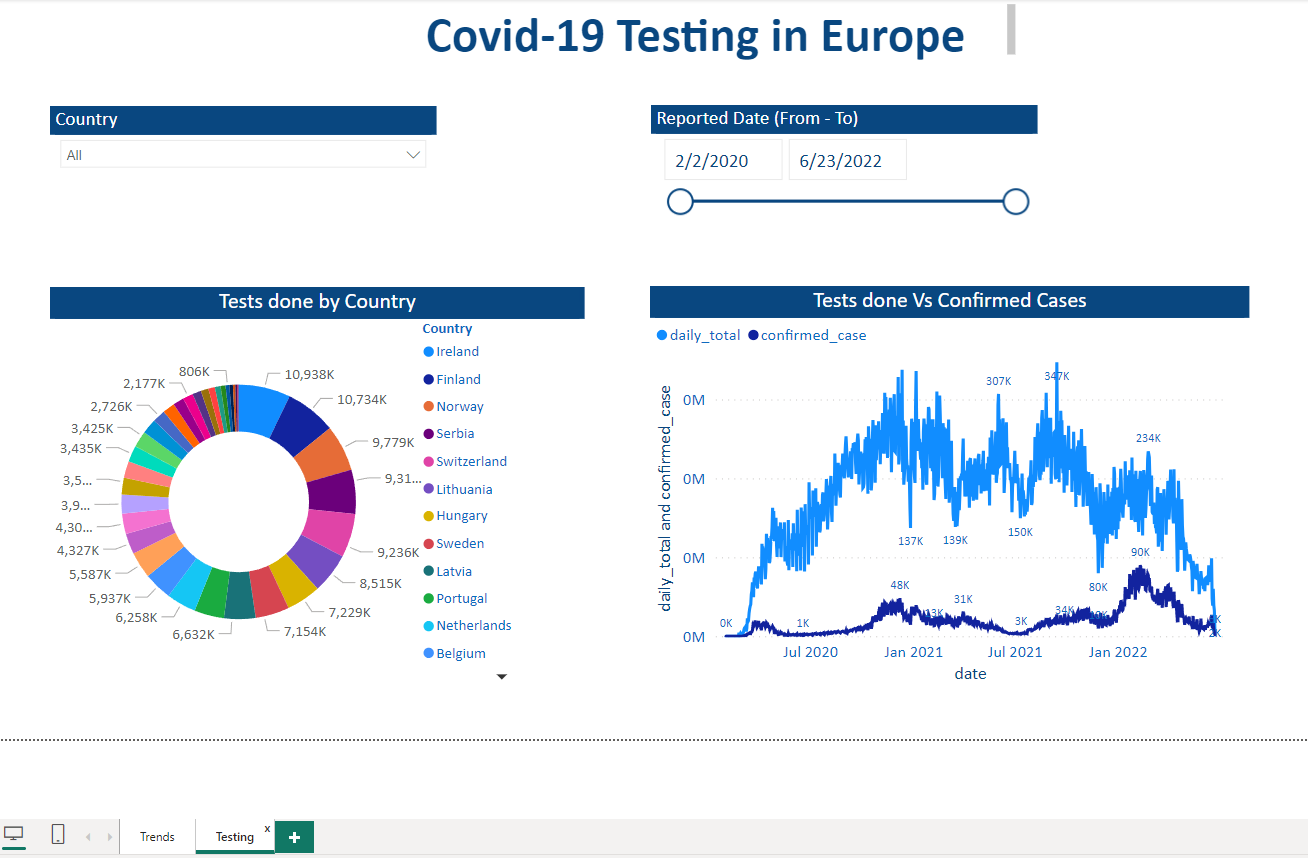 Covid-19 Testing in Europe
Country
All
Reported Date (From - To)
2/2/2020
6/23/2022
Tests done by Country
Country
Ireland
Finland
Norway
Serbia
Switzerland
Lithuania
Hungary
Sweden
Latvia
Portugal
Netherlands
Belgium
806K
2,177K
2,726K
3,425K
3,435K
3,5...
3,9...
4,30...
4,327K
5,587K
5,937K
6,258K
6,632K
7,154K
7,229K
8,515K
9,236K
9,31...
9,779K
10,734K
10,938K
Tests done Vs Confirmed Cases
daily_total
confirmed_case
daily_total and confirmed_case
0M
0M
0M
0M
307K
347K
234K
137K
139K
150K
90K
80K
48K
31K
34K
0K
1K
3K
2K
Jul 2020
Jan 2021
Jul 2021
Jan 2022
date
Trends
Testing
x